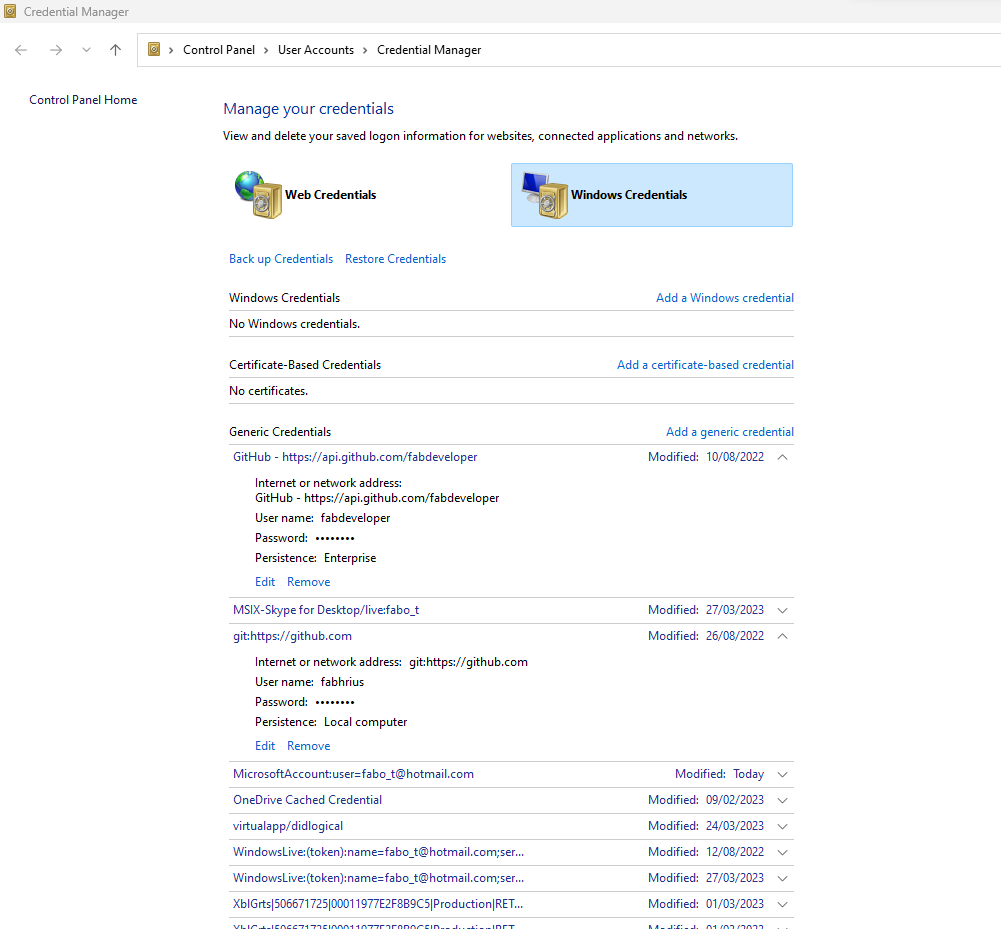 Credential Manager
Control Panel > User Accounts > Credential Manager
Control Panel Home
Manage your credentials
View and delete your saved logon information for websites, connected applications and networks.
Web Credentials
Windows Credentials
Back up Credentials Restore Credentials
Windows Credentials Add a Windows credential
No Windows credentials.
Certificate-Based Credentials Add a certificate-based credential
No certificates.
Generic Credentials Add a generic credential
GitHub - https://api.github.com/fabdeveloper Modified: 10/08/2022
Internet or network address:
GitHub - https://api.github.com/fabdeveloper
User name: fabdeveloper
Password: ••••••••
Persistence: Enterprise
Edit Remove
MSIX-Skype for Desktop/live:fabo_t Modified: 27/03/2023
git:https://github.com Modified: 26/08/2022
Internet or network address: git:https://github.com
User name: fabhrius
Password: ••••••••
Persistence: Local computer
Edit Remove
MicrosoftAccount:user=fabo_t@hotmail.com Modified: Today
OneDrive Cached Credential Modified: 09/02/2023
virtualapp/didlogical Modified: 24/03/2023
WindowsLive:(token):name=fabo_t@hotmail.com;ser... Modified: 12/08/2022
WindowsLive:(token):name=fabo_t@hotmail.com;ser... Modified: 27/03/2023
XblGrts|506671725|00011977E2F8B9C5|Production|RET... Modified: 01/03/2023